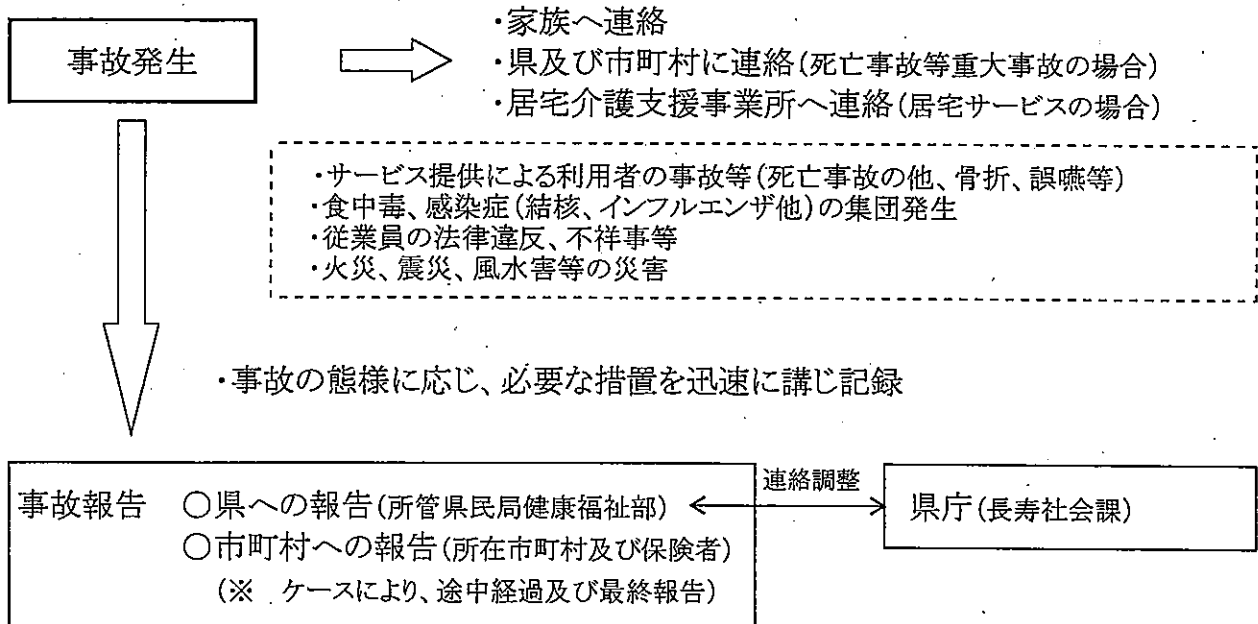 事故発生
・家族へ連絡
・県及び市町村に連絡(死亡事故等重大事故の場合)
・居宅介護支援事業所へ連絡(居宅サービスの場合)
・サービス提供による利用者の事故等(死亡事故の他、骨折、誤嚥等)
・食中毒、感染症(結核、インフルエンザ他)の集団発生
・従業員の法律違反、不祥事等
・火災、震災、風水害等の災害
・事故の態様に応じ、必要な措置を迅速に講じ記録
事故報告 ○県への報告(所管県民局健康福祉部)
○市町村への報告(所在市町村及び保険者)
(※ ケースにより、途中経過及び最終報告)
連絡調整
県庁(長寿社会課)